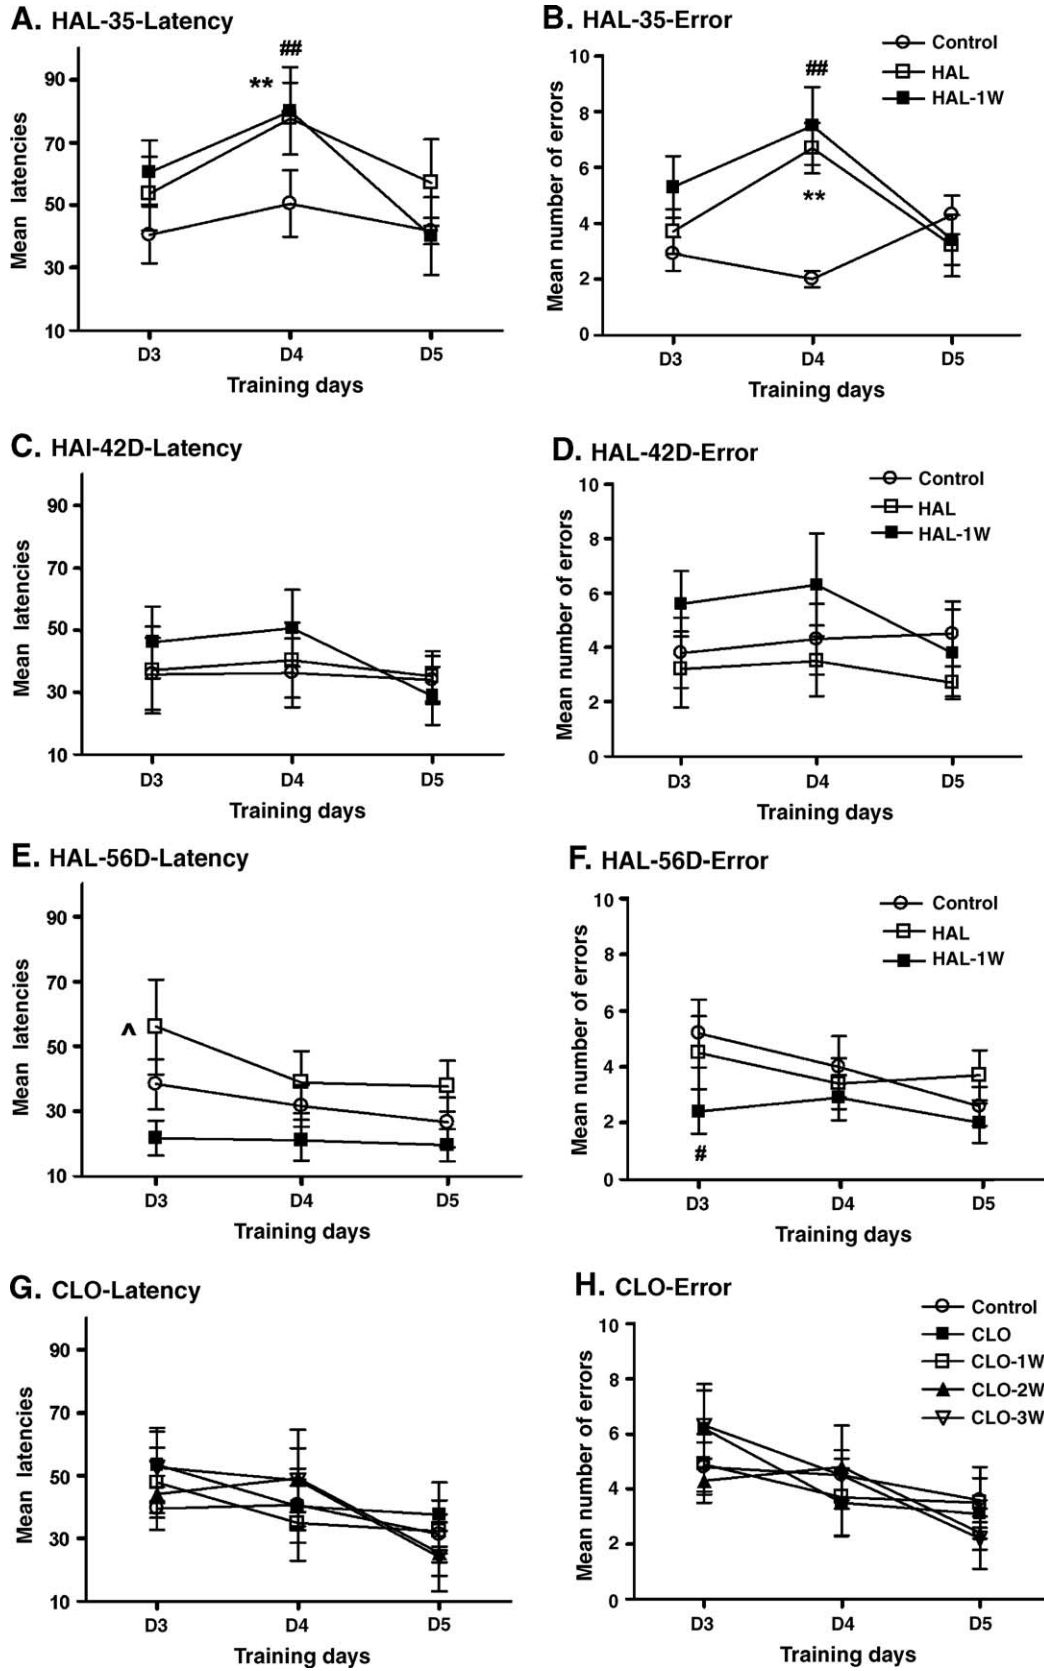 A. HAL-35-Latency
##
**
90
70
50
30
10
Mean latencies
D3 D4 D5
Training days
B. HAL-35-Error
Control
HAL
HAL-1W
##
**
10
8
6
4
2
0
Mean number of errors
D3 D4 D5
Training days
C. HAl-42D-Latency
90
70
50
30
10
Mean latencies
D3 D4 D5
Training days
D. HAL-42D-Error
Control
HAL
HAL-1W
10
8
6
4
2
0
Mean number of errors
D3 D4 D5
Training days
E. HAL-56D-Latency
90
70
50
30
10
^
Mean latencies
D3 D4 D5
Training days
F. HAL-56D-Error
Control
HAL
HAL-1W
10
8
6
4
2
0
#
Mean number of errors
D3 D4 D5
Training days
G. CLO-Latency
90
70
50
30
10
Mean latencies
D3 D4 D5
Training days
H. CLO-Error
Control
CLO
CLO-1W
CLO-2W
CLO-3W
10
8
6
4
2
0
Mean number of errors
D3 D4 D5
Training days